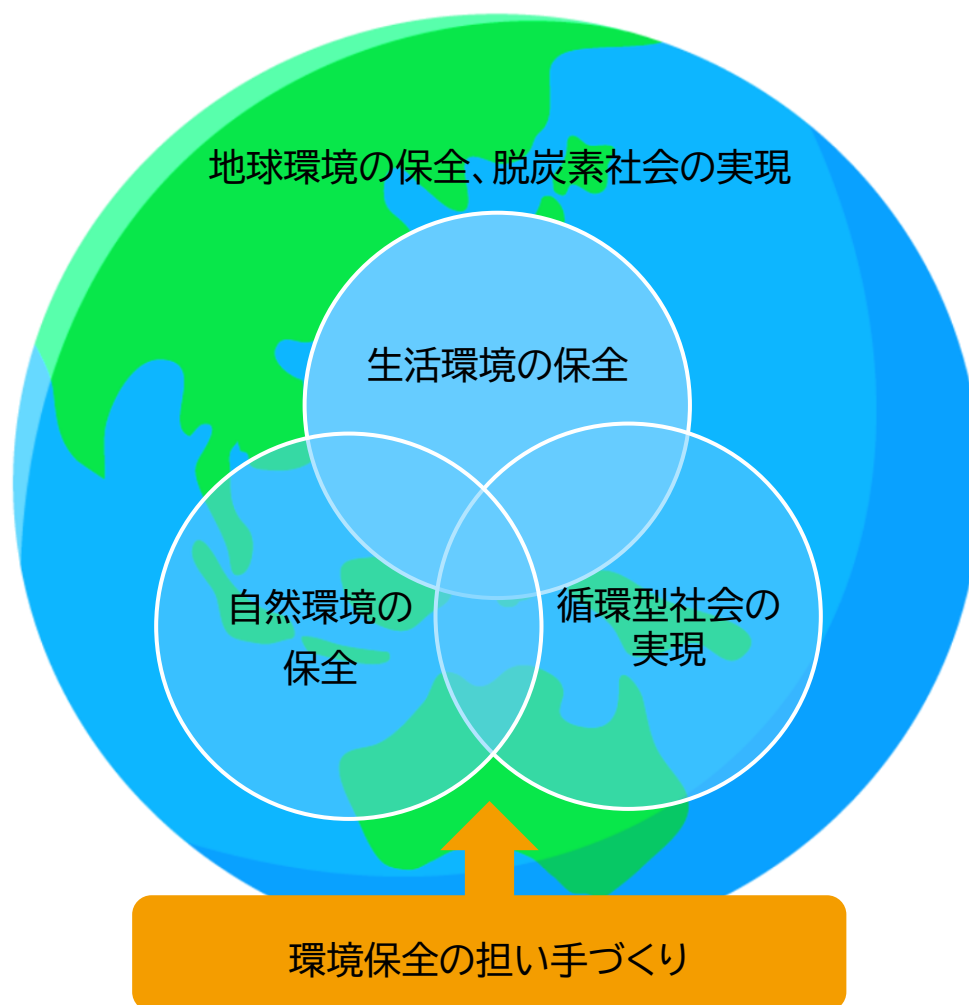 地球環境の保全、脱炭素社会の実現
生活環境の保全
自然環境の
保全
循環型社会の
実現
環境保全の担い手づくり